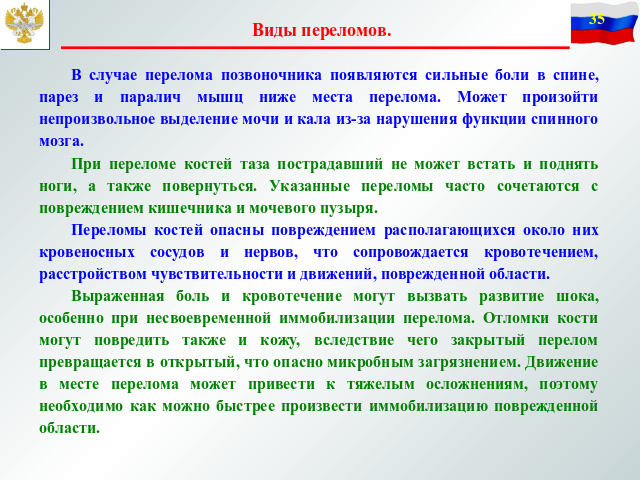 Виды переломов.
35
В случае перелома позвоночника появляются сильные боли в спине,
парез и паралич мышц ниже места перелома. Может произойти
непроизвольное выделение мочи и кала из-за нарушения функции спинного
мозга.
При переломе костей таза пострадавший не может встать и поднять
ноги, а также повернуться. Указанные переломы часто сочетаются с
повреждением кишечника и мочевого пузыря.
Переломы костей опасны повреждением располагающихся около них
кровеносных сосудов и нервов, что сопровождается кровотечением,
расстройством чувствительности и движений, поврежденной области.
Выраженная боль и кровотечение могут вызвать развитие шока,
особенно при несвоевременной иммобилизации перелома. Отломки кости
могут повредить также и кожу, вследствие чего закрытый перелом
превращается в открытый, что опасно микробным загрязнением. Движение
в месте перелома может привести к тяжелым осложнениям, поэтому
необходимо как можно быстрее произвести иммобилизацию поврежденной
области.